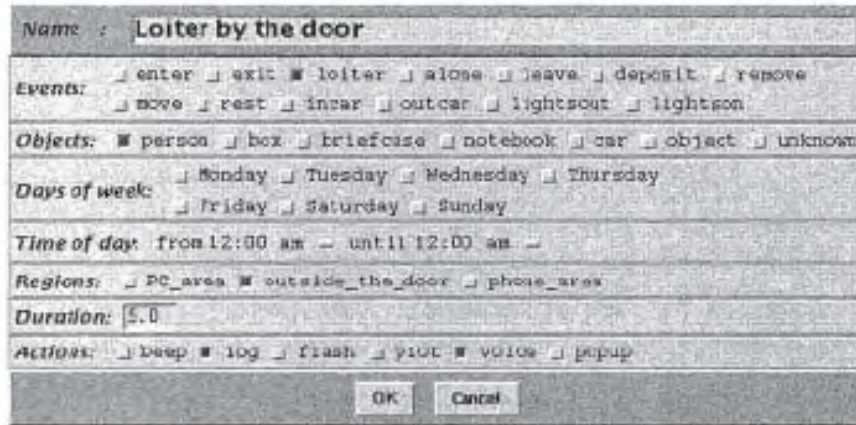 Name : Loiter by the door
Events: enter exit loiter alone leave deposit remove
move rest incar outcar lightsout lightson
Objects: person box briefcase notebook car object unknown
Days of week: Monday Tuesday Wednesday Thursday
Friday Saturday Sunday
Time of day: from 12:00 am until 12:00 am
Regions: PC_area outside_the_door phone_area
Duration: 5.0
Actions: beep log flash plot voice popup
OK Cancel